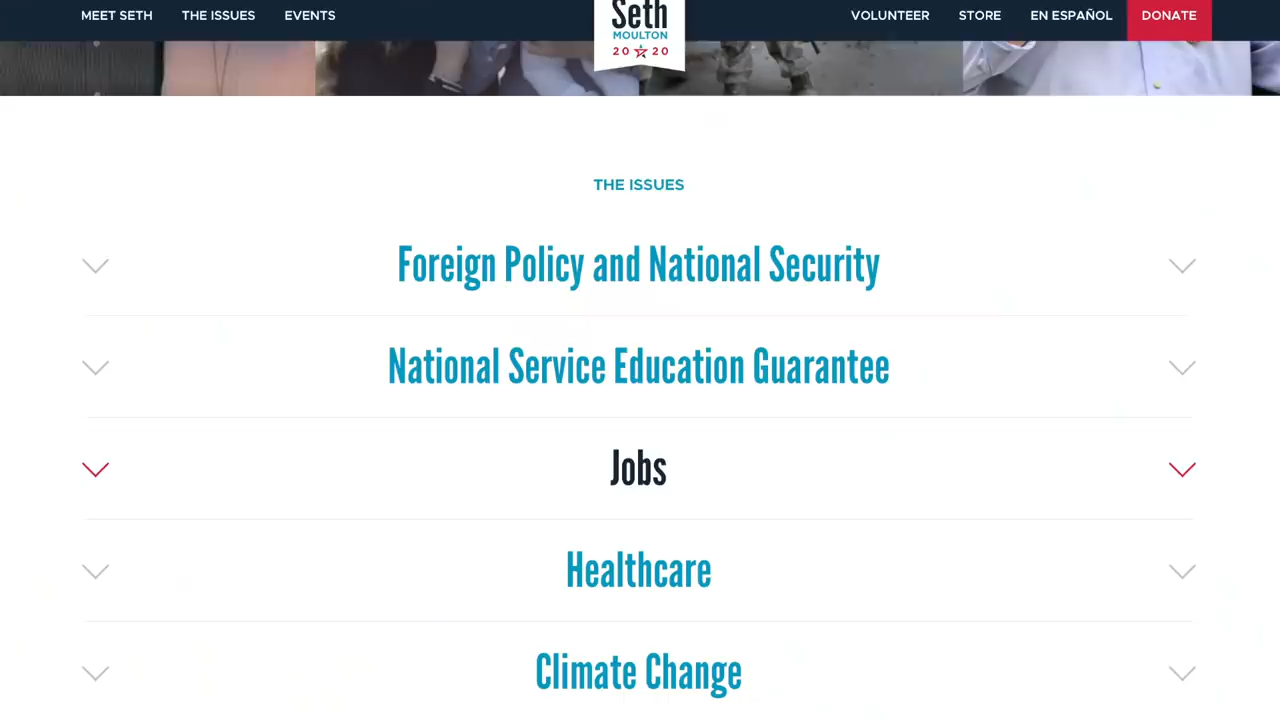 MEET SETH THE ISSUES EVENTS Seth VOLUNTEER STORE EN ESPAÑOL DONATE
MOULTON
20 20
THE ISSUES
Foreign Policy and National Security
National Service Education Guarantee
Jobs
Healthcare
Climate Change